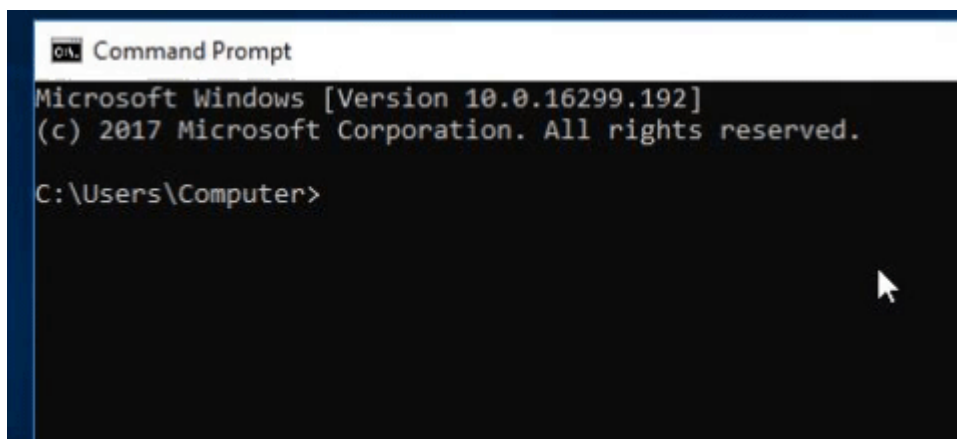 Command Prompt
Microsoft Windows [Version 10.0.16299.192]
(c) 2017 Microsoft Corporation. All rights reserved.
C:\Users\Computer>